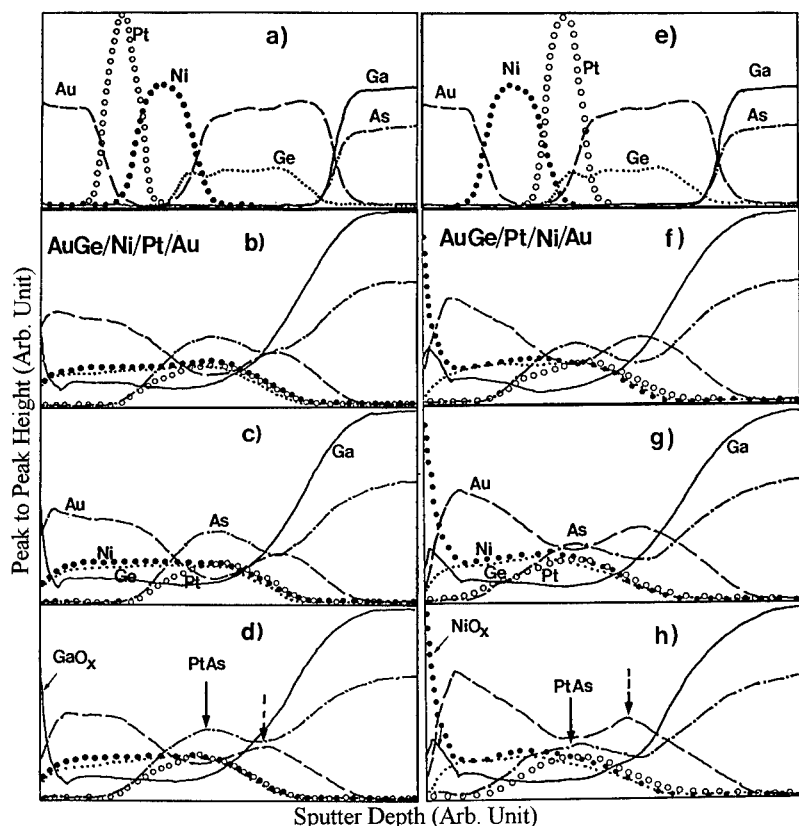 a)
Pt
Ni
Au
Ga
As
Ge
e)
Au
Ni
Pt
Ga
As
Ge
b)
AuGe/Ni/Pt/Au
f)
AuGe/Pt/Ni/Au
c)
Ga
Au
As
Ni
Ge
Pt
g)
Ga
Au
As
Ni
Ge
Pt
d)
GaOx
PtAs
h)
NiOx
PtAs
Peak to Peak Height (Arb. Unit)
Sputter Depth (Arb. Unit)